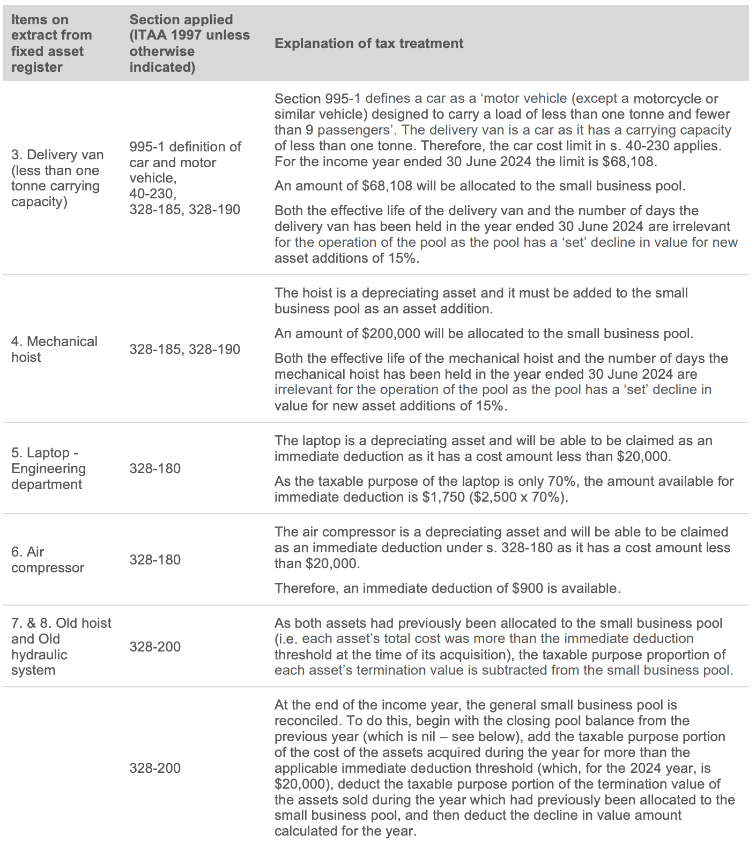 Items on
extract from
fixed asset
register
Section applied
(ITAA 1997 unless
otherwise
indicated)
Explanation of tax treatment
3. Delivery van
(less than one
tonne carrying
capacity)
995-1 definition of
car and motor
vehicle,
40-230,
328-185, 328-190
Section 995-1 defines a car as a ‘motor vehicle (except a motorcycle or
similar vehicle) designed to carry a load of less than one tonne and fewer
than 9 passengers’. The delivery van is a car as it has a carrying capacity
of less than one tonne. Therefore, the car cost limit in s. 40-230 applies.
For the income year ended 30 June 2024 the limit is $68,108.
An amount of $68,108 will be allocated to the small business pool.
Both the effective life of the delivery van and the number of days the
delivery van has been held in the year ended 30 June 2024 are irrelevant
for the operation of the pool as the pool has a ‘set’ decline in value for new
asset additions of 15%.
4. Mechanical
hoist
328-185, 328-190
The hoist is a depreciating asset and it must be added to the small
business pool as an asset addition.
An amount of $200,000 will be allocated to the small business pool.
Both the effective life of the mechanical hoist and the number of days the
mechanical hoist has been held in the year ended 30 June 2024 are
irrelevant for the operation of the pool as the pool has a ‘set’ decline in
value for new asset additions of 15%.
5. Laptop -
Engineering
department
328-180
The laptop is a depreciating asset and will be able to be claimed as an
immediate deduction as it has a cost amount less than $20,000.
As the taxable purpose of the laptop is only 70%, the amount available for
immediate deduction is $1,750 ($2,500 x 70%).
6. Air
compressor
328-180
The air compressor is a depreciating asset and will be able to be claimed
as an immediate deduction under s. 328-180 as it has a cost amount less
than $20,000.
Therefore, an immediate deduction of $900 is available.
7. & 8. Old hoist
and Old
hydraulic
system
328-200
As both assets had previously been allocated to the small business pool
(i.e. each asset’s total cost was more than the immediate deduction
threshold at the time of its acquisition), the taxable purpose proportion of
each asset’s termination value is subtracted from the small business pool.
328-200
At the end of the income year, the general small business pool is
reconciled. To do this, begin with the closing pool balance from the
previous year (which is nil – see below), add the taxable purpose portion
of the cost of the assets acquired during the year for more than the
applicable immediate deduction threshold (which, for the 2024 year, is
$20,000), deduct the taxable purpose portion of the termination value of
the assets sold during the year which had previously been allocated to the
small business pool, and then deduct the decline in value amount
calculated for the year.